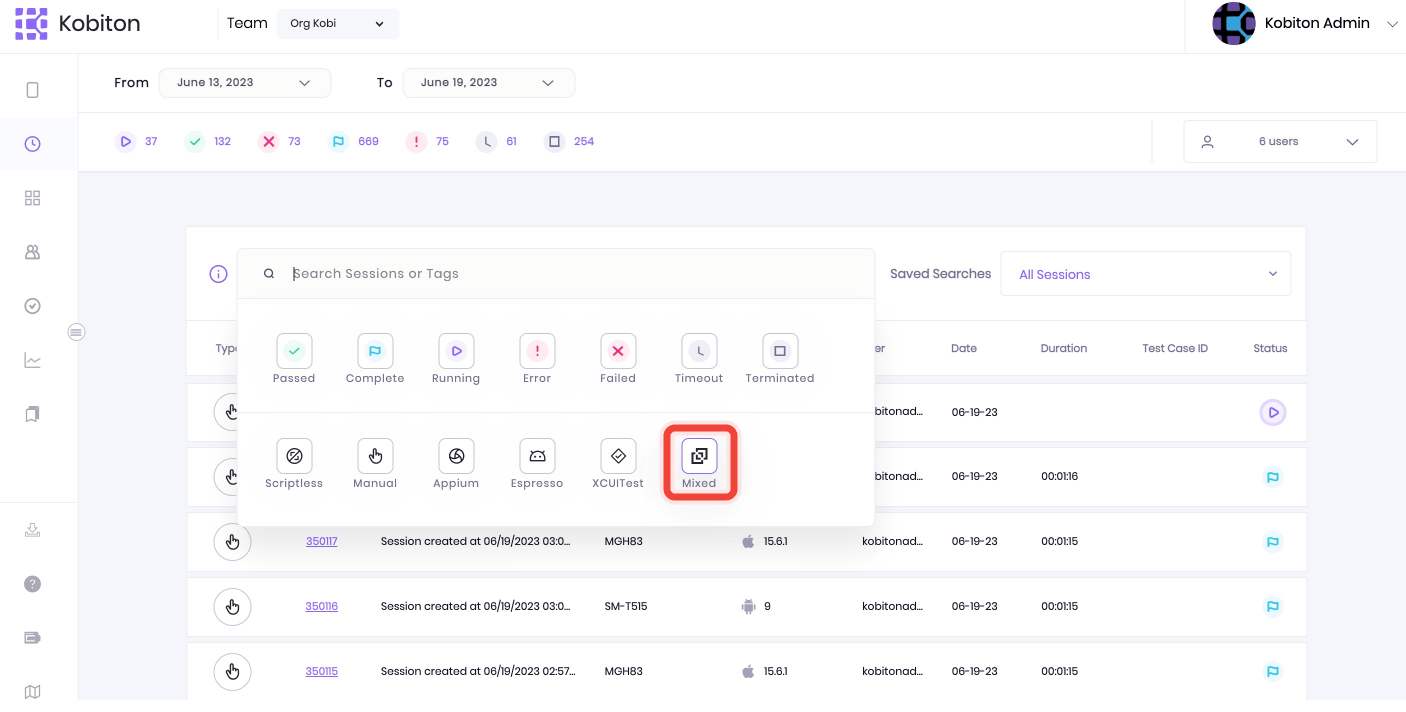 Kobiton Team Org Kobi Kobiton Admin
From June 13, 2023 To June 19, 2023
37 132 73 669 75 61 254 6 users
Search Sessions or Tags Saved Searches All Sessions
Passed Complete Running Error Failed Timeout Terminated
Type er Date Duration Test Case ID Status
obitonad... 06-19-23
Scriptless Manual Appium Espresso XCUITest Mixed
obitonad... 06-19-23 00:01:16
350117 Session created at 06/19/2023 03:0... MGH83 15.6.1 kobitonad... 06-19-23 00:01:15
350116 Session created at 06/19/2023 03:0... SM-T515 9 kobitonad... 06-19-23 00:01:15
350115 Session created at 06/19/2023 02:57... MGH83 15.6.1 kobitonad... 06-19-23 00:01:15